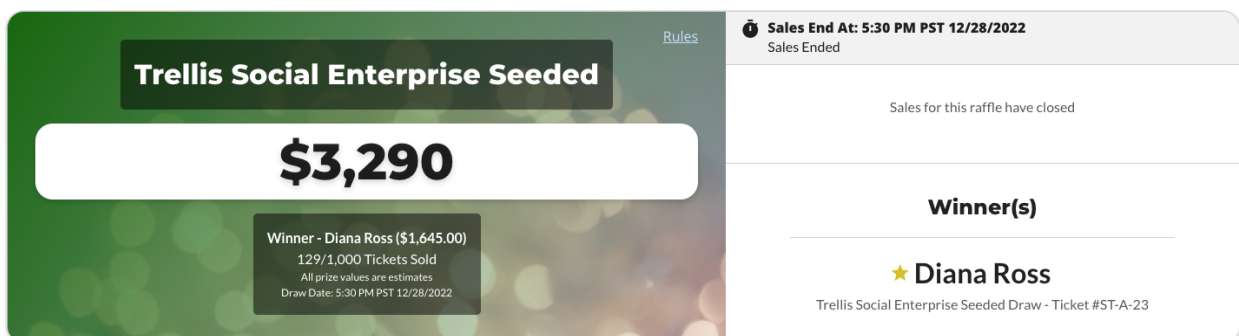 Rules
Trellis Social Enterprise Seeded
$3,290
Winner - Diana Ross ($1,645.00)
129/1,000 Tickets Sold
All prize values are estimates
Draw Date: 5:30 PM PST 12/28/2022
Sales End At: 5:30 PM PST 12/28/2022
Sales Ended
Sales for this raffle have closed
Winner(s)
Diana Ross
Trellis Social Enterprise Seeded Draw - Ticket #ST-A-23